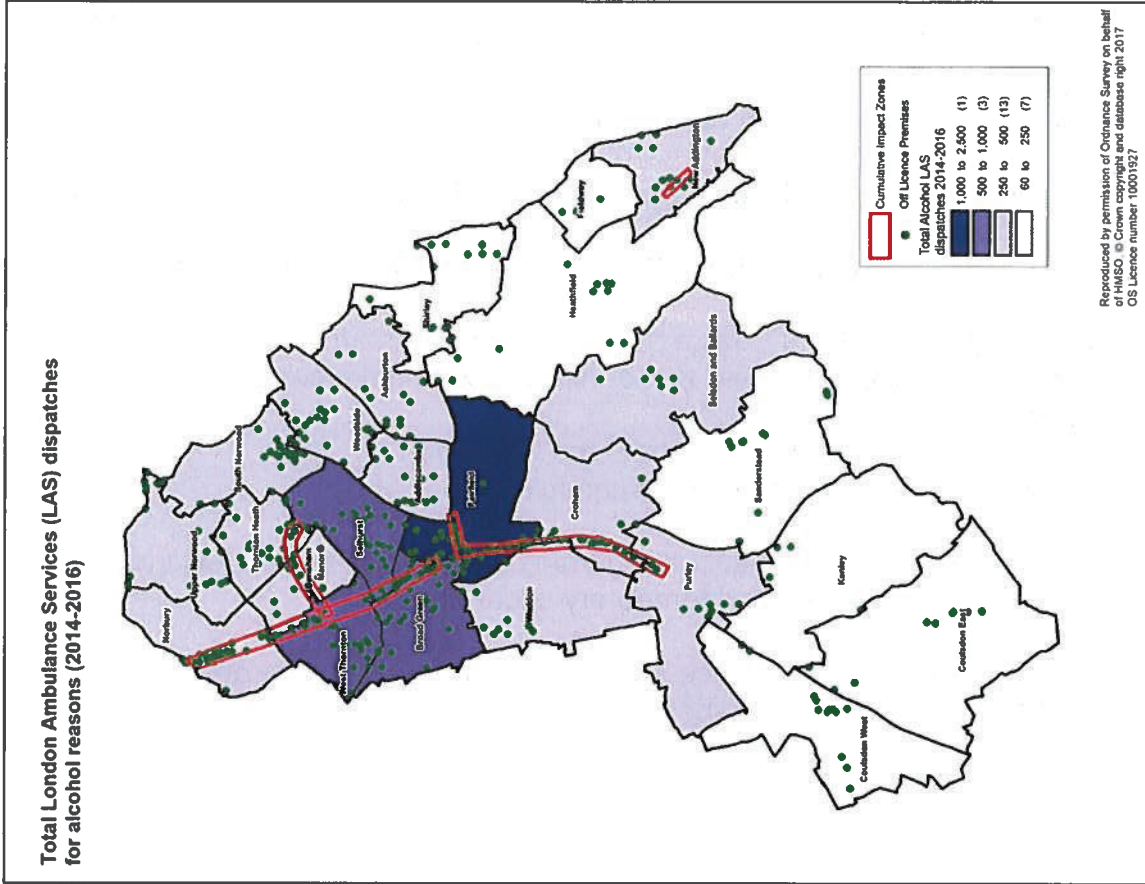 Total London Ambulance Services (LAS) dispatches
for alcohol reasons (2014-2016)
Norbury
Upper Norwood
South Norwood
Thornton Heath
Bensham
Manor
Woodside
Ashburton
Shirley
Selhurst
Addiscombe
West Thornton
Broad Green
Fairfield
Heathfield
Fieldway
New Addington
Waddon
Croham
Selsdon and Ballards
Purley
Sanderstead
Kenley
Coulsdon East
Coulsdon West
Cumulative Impact Zones
Off Licence Premises
Total Alcohol LAS
dispatches 2014-2016
1,000 to 2,500 (1)
500 to 1,000 (3)
250 to 500 (13)
60 to 250 (7)
Reproduced by permission of Ordnance Survey on behalf
of HMSO. © Crown copyright and database right 2017
OS Licence number 10001927